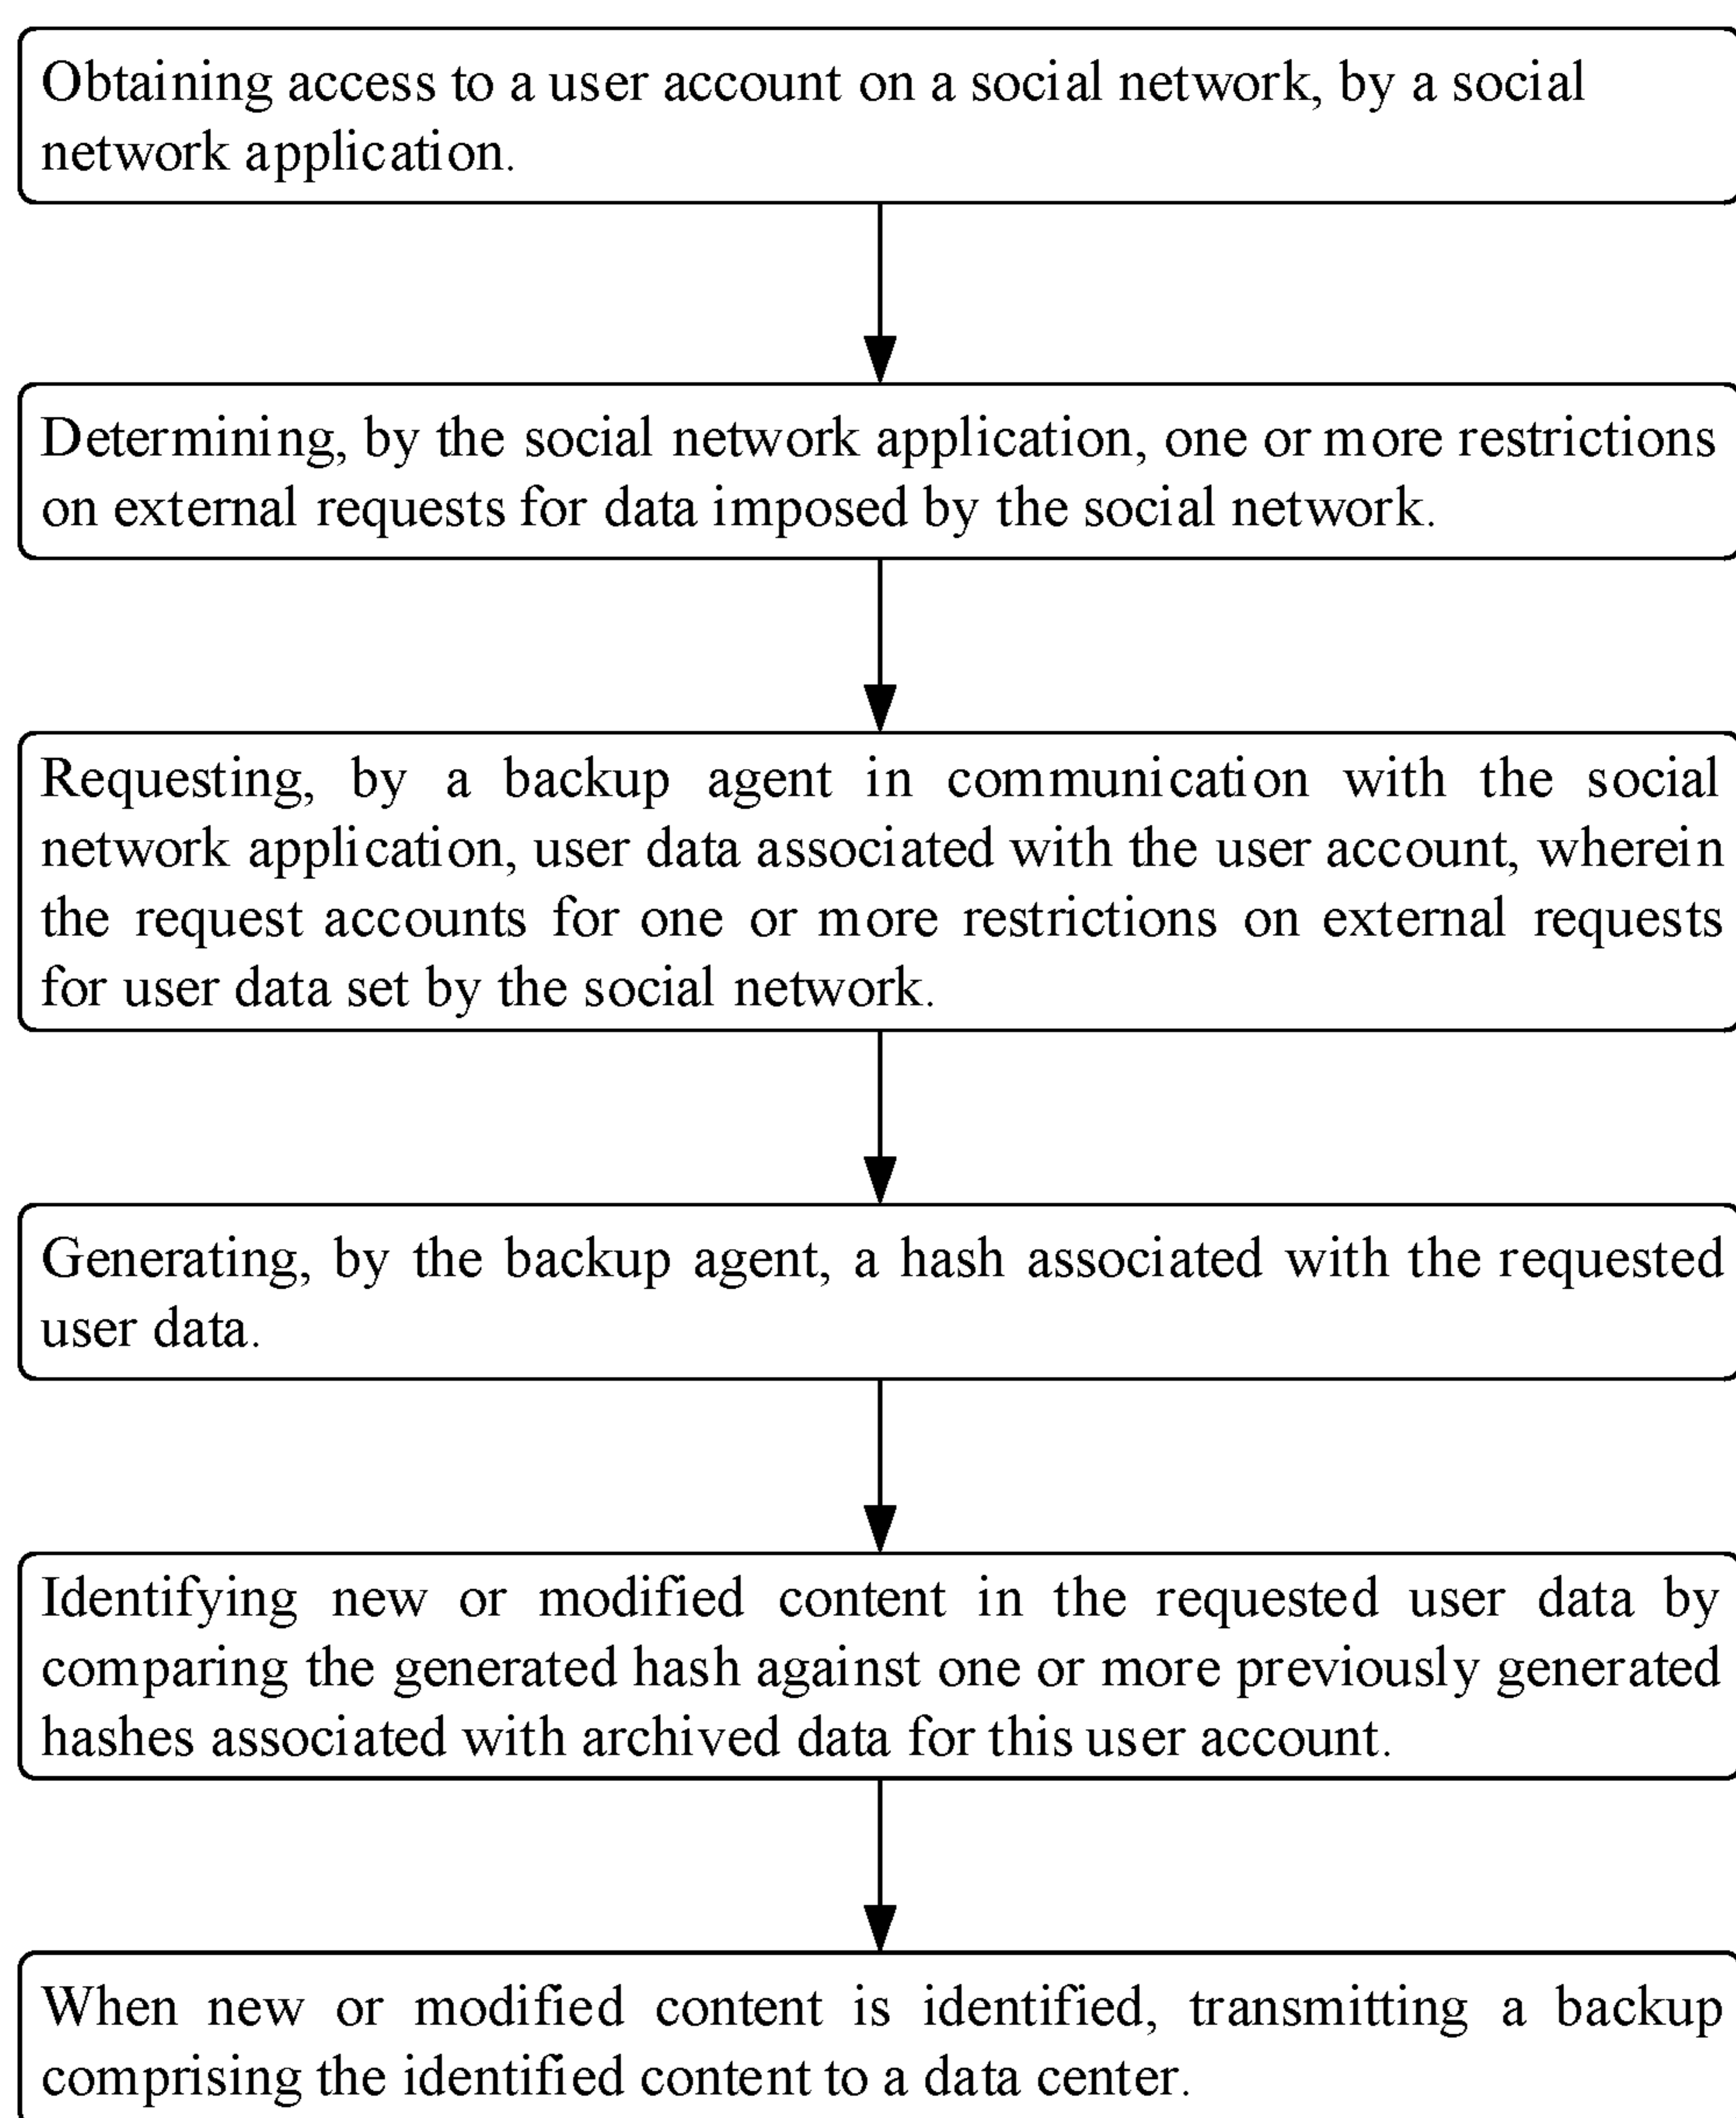 Obtaining access to a user account on a social network, by a social
network application.
Determining, by the social network application, one or more restrictions
on external requests for data imposed by the social network.
Requesting, by a backup agent in communication with the social
network application, user data associated with the user account, wherein
the request accounts for one or more restrictions on external requests
for user data set by the social network.
Generating, by the backup agent, a hash associated with the requested
user data.
Identifying new or modified content in the requested user data by
comparing the generated hash against one or more previously generated
hashes associated with archived data for this user account.
When new or modified content is identified, transmitting a backup
comprising the identified content to a data center.